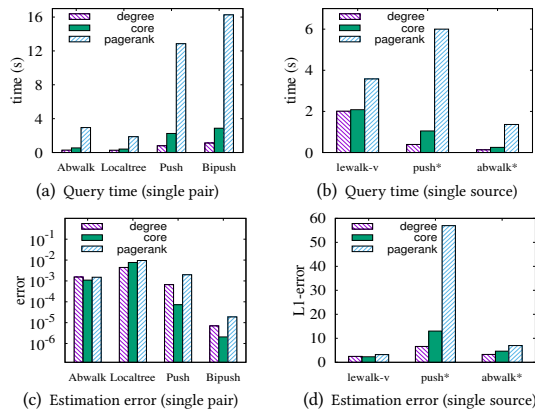 degree
core
pagerank
time (s)
16
12
8
4
0
Abwalk Localtree Push Bipush
(a) Query time (single pair)
degree
core
pagerank
time (s)
6
4
2
0
lewalk-v push* abwalk*
(b) Query time (single source)
degree
core
pagerank
error
10-1
10-2
10-3
10-4
10-5
10-6
Abwalk Localtree Push Bipush
(c) Estimation error (single pair)
degree
core
pagerank
L1-error
60
50
40
30
20
10
0
lewalk-v push* abwalk*
(d) Estimation error (single source)